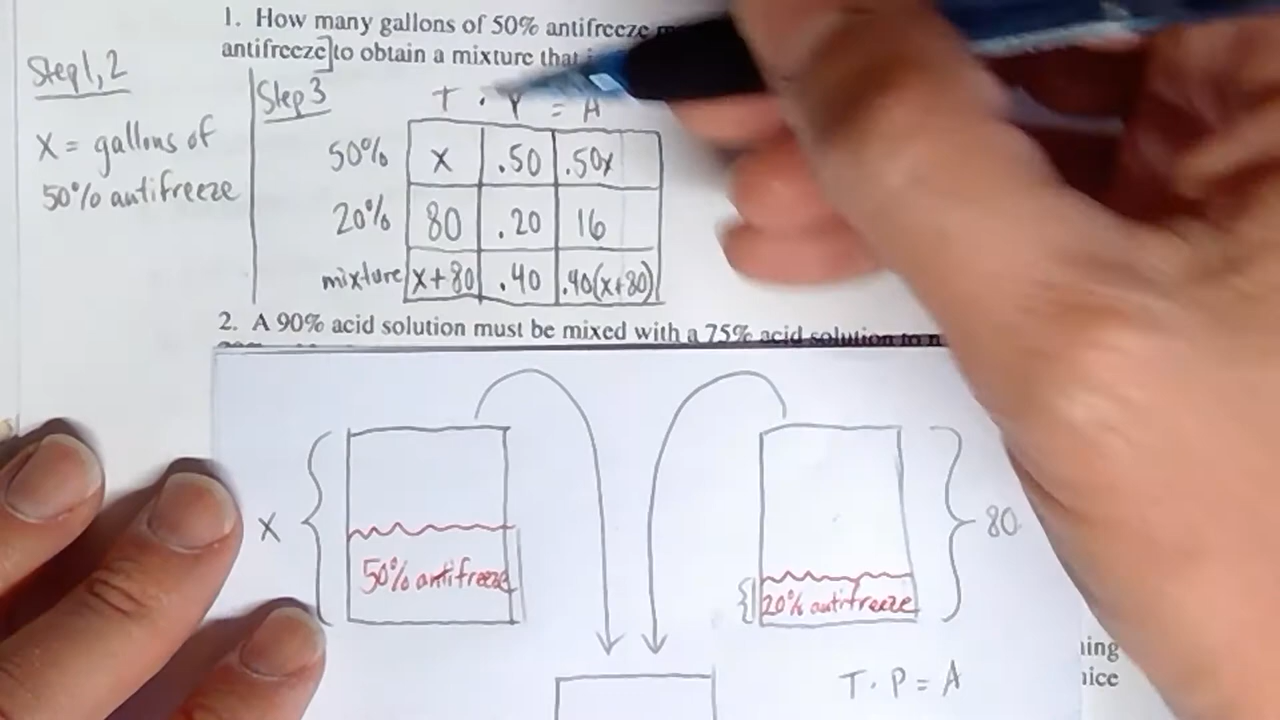 1. How many gallons of 50% antifreeze
antifreeze]to obtain a mixture that
Step 1, 2
X = gallons of
50% antifreeze
Step 3
T · P = A
50% x .50 .50x
20% 80 .20 16
mixture x+80 .40 .40(x+80)
2. A 90% acid solution must be mixed with a 75% acid solution to
X
50% antifreeze
20% antifreeze
80
T · P = A